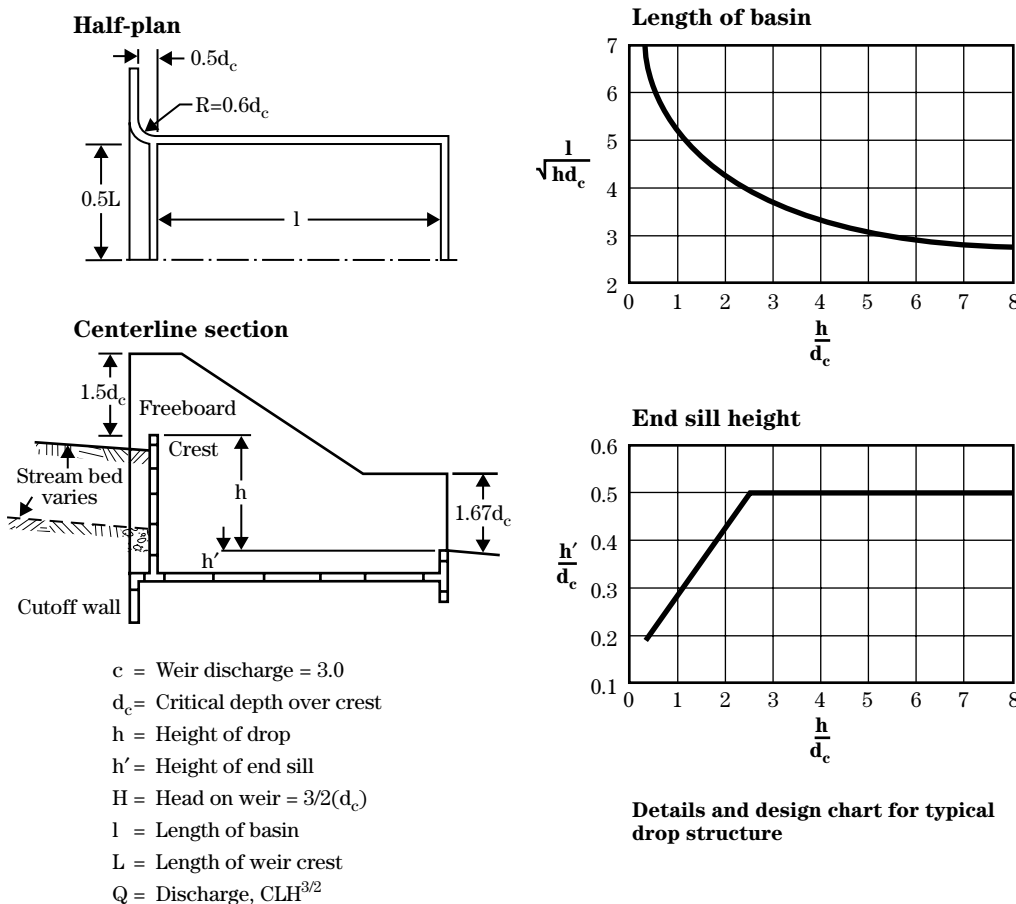 Half-plan
0.5d_c
R=0.6d_c
0.5L
l
Centerline section
1.5d_c
Freeboard
Crest
Stream bed
varies
h
h′
1.67d_c
Cutoff wall
c = Weir discharge = 3.0
d_c = Critical depth over crest
h = Height of drop
h′ = Height of end sill
H = Head on weir = 3/2(d_c)
l = Length of basin
L = Length of weir crest
Q = Discharge, CLH^3/2
Length of basin
7
6
5
4
3
2
l
√hd_c
0 1 2 3 4 5 6 7 8
h
d_c
End sill height
0.6
0.5
0.4
0.3
0.2
0.1
h′
d_c
0 1 2 3 4 5 6 7 8
h
d_c
Details and design chart for typical
drop structure